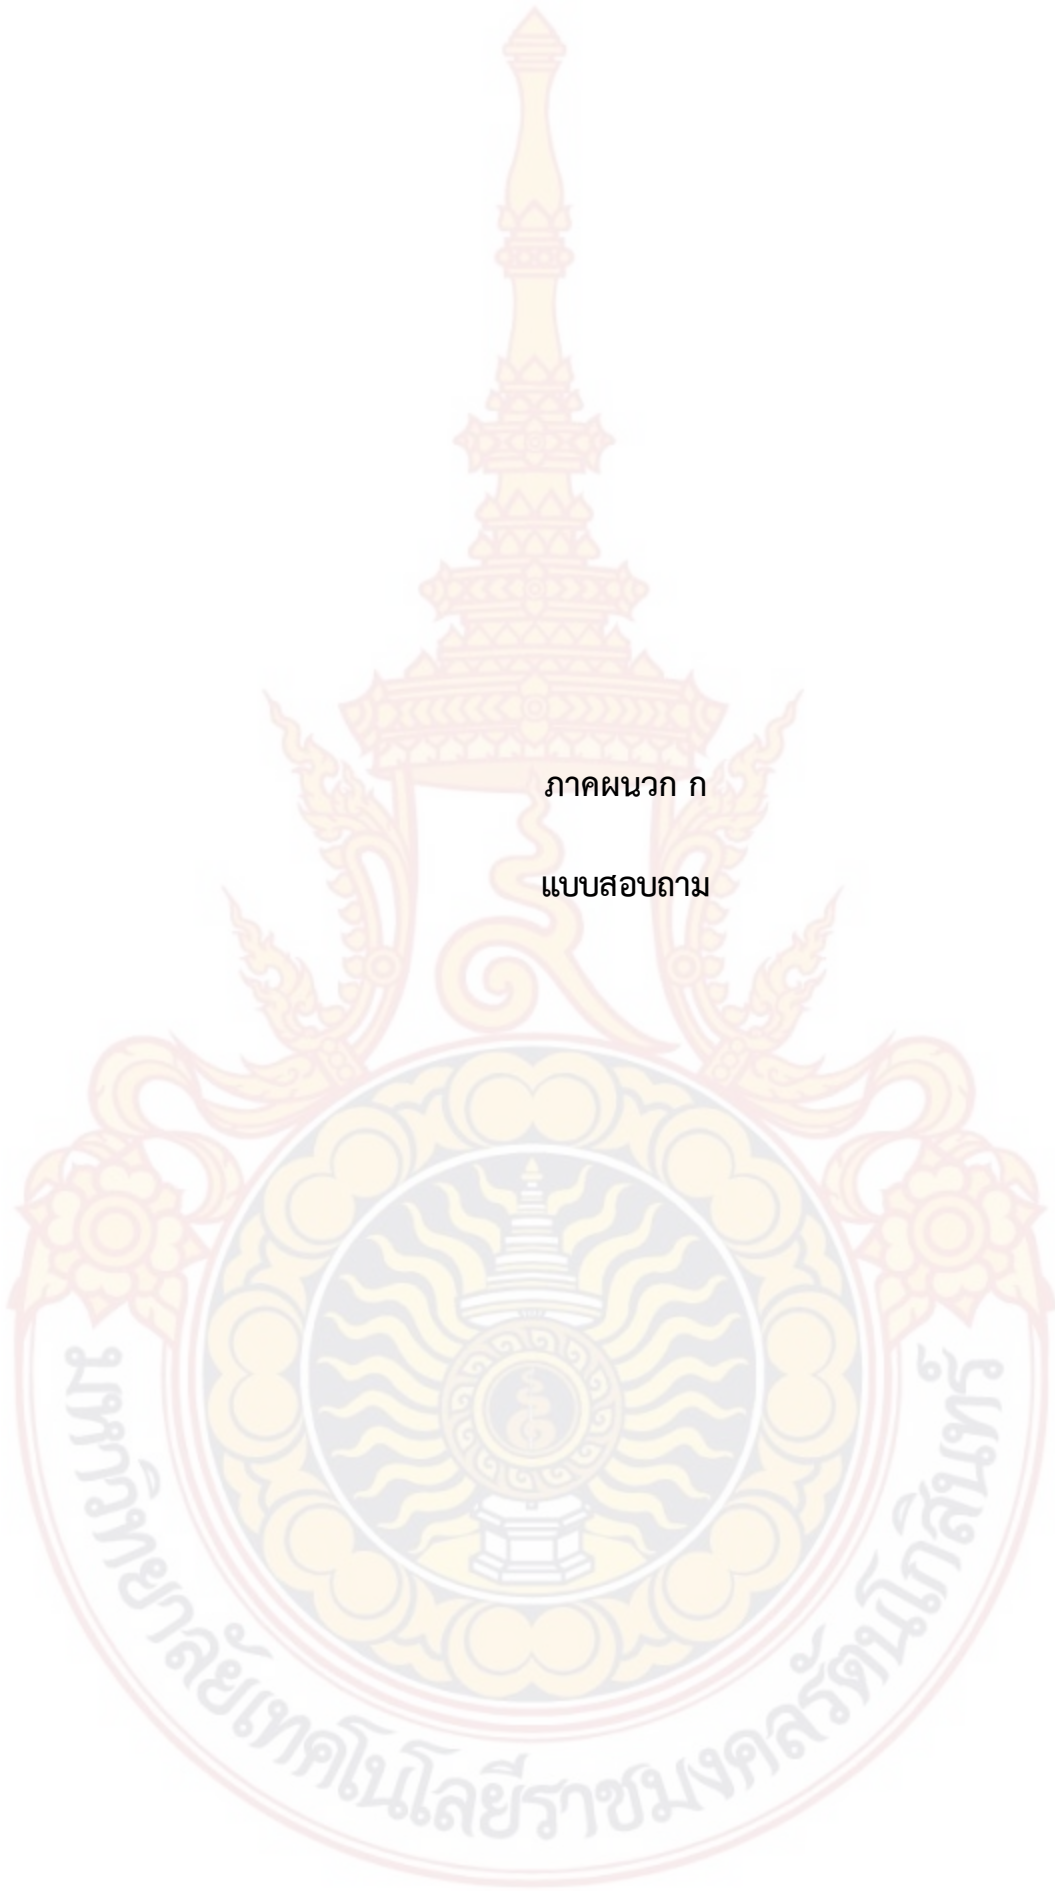 ภาคผนวก ก
แบบสอบถาม
มหาวิทยาลัยเทคโนโลยีราชมงคลรัตนโกสินทร์